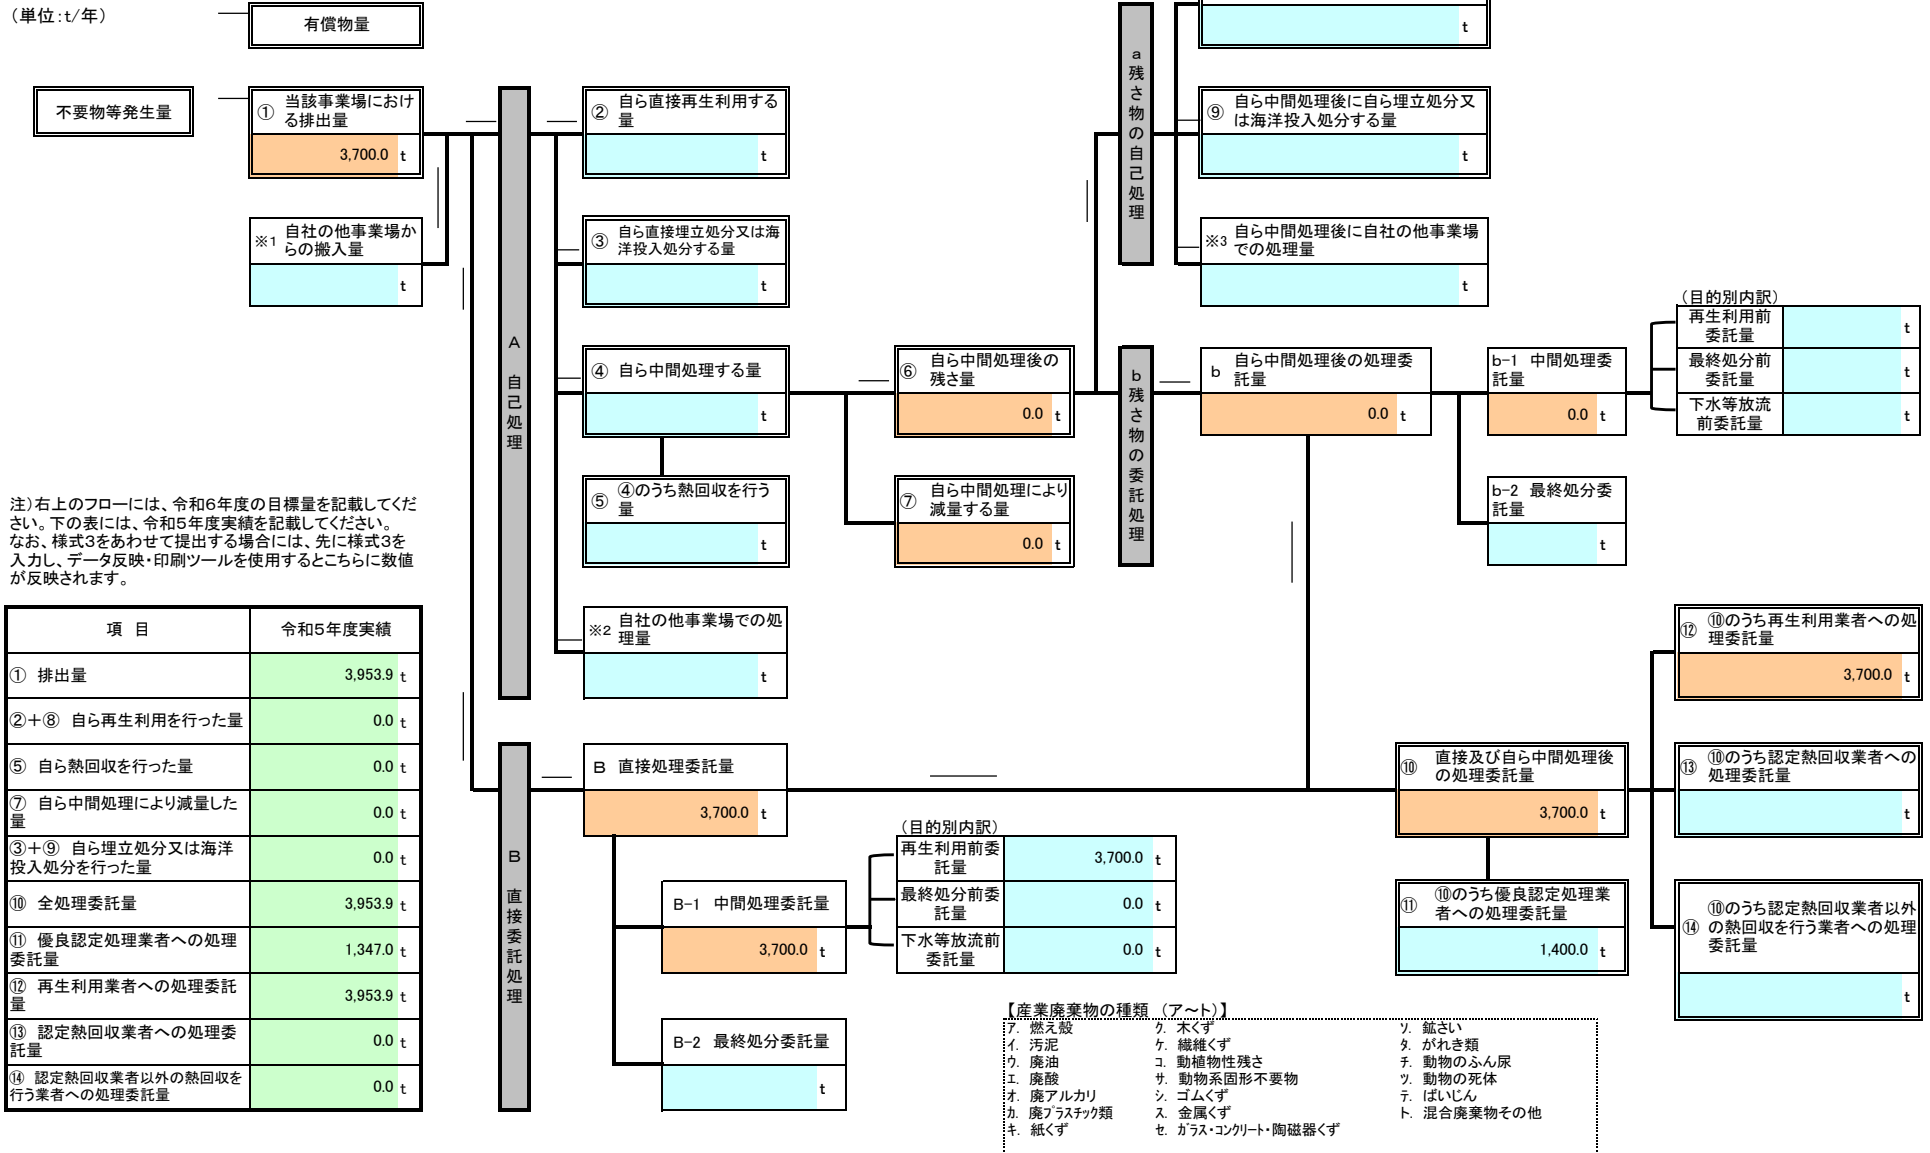 （単位：t/年）
有償物量
t
不要物等発生量
① 当該事業場におけ
る排出量
3,700.0 t
※1 自社の他事業場か
らの搬入量
t
A 自己処理
② 自ら直接再生利用する
量
t
③ 自ら直接埋立処分又は海
洋投入処分する量
t
④ 自ら中間処理する量
t
⑤ ④のうち熱回収を行う
量
t
※2 自社の他事業場での処
理量
t
⑥ 自ら中間処理後の
残さ量
0.0 t
⑦ 自ら中間処理により
減量する量
0.0 t
a 残さ物の自己処理
⑨ 自ら中間処理後に自ら埋立処分又
は海洋投入処分する量
t
※3 自ら中間処理後に自社の他事業場
での処理量
t
b 残さ物の委託処理
b 自ら中間処理後の処理委
託量
0.0 t
b-1 中間処理委
託量
0.0 t
（目的別内訳）
再生利用前
委託量
t
最終処分前
委託量
t
下水等放流
前委託量
t
b-2 最終処分委
託量
t
注）右上のフローには、令和６年度の目標量を記載してくだ
さい。下の表には、令和５年度実績を記載してください。
なお、様式３をあわせて提出する場合には、先に様式３を
入力し、データ反映・印刷ツールを使用するとこちらに数値
が反映されます。
項 目 令和５年度実績
① 排出量 3,953.9 t
②＋⑧ 自ら再生利用を行った量 0.0 t
⑤ 自ら熱回収を行った量 0.0 t
⑦ 自ら中間処理により減量した
量 0.0 t
③＋⑨ 自ら埋立処分又は海洋
投入処分を行った量 0.0 t
⑩ 全処理委託量 3,953.9 t
⑪ 優良認定処理業者への処理
委託量 1,347.0 t
⑫ 再生利用業者への処理委託
量 3,953.9 t
⑬ 認定熱回収業者への処理委
託量 0.0 t
⑭ 認定熱回収業者以外の熱回収を
行う業者への処理委託量 0.0 t
B 直接委託処理
B 直接処理委託量
3,700.0 t
B-1 中間処理委託量
3,700.0 t
（目的別内訳）
再生利用前委
託量
3,700.0 t
最終処分前委
託量
0.0 t
下水等放流前
委託量
0.0 t
B-2 最終処分委託量
t
⑩ 直接及び自ら中間処理後
の処理委託量
3,700.0 t
⑪ ⑩のうち優良認定処理業
者への処理委託量
1,400.0 t
⑫ ⑩のうち再生利用業者への処
理委託量
3,700.0 t
⑬ ⑩のうち認定熱回収業者への
処理委託量
t
⑭ ⑩のうち認定熱回収業者以外
の熱回収を行う業者への処理
委託量
t
【産業廃棄物の種類 （ア～ト）】
ア. 燃え殻 ク. 木くず ソ. 鉱さい
イ. 汚泥 ケ. 繊維くず タ. がれき類
ウ. 廃油 コ. 動植物性残さ チ. 動物のふん尿
エ. 廃酸 サ. 動物系固形不要物 ツ. 動物の死体
オ. 廃アルカリ シ. ゴムくず テ. ばいじん
カ. 廃プラスチック類 ス. 金属くず ト. 混合廃棄物その他
キ. 紙くず セ. ガラス・コンクリート・陶磁器くず